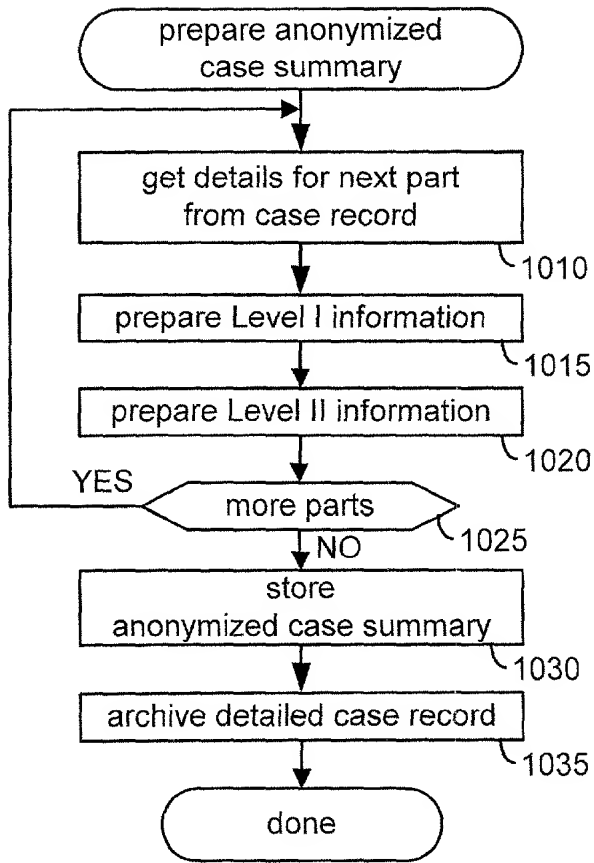 prepare anonymized
case summary
get details for next part
from case record
1010
prepare Level I information
1015
prepare Level II information
1020
YES
more parts
1025
NO
store
anonymized case summary
1030
archive detailed case record
1035
done